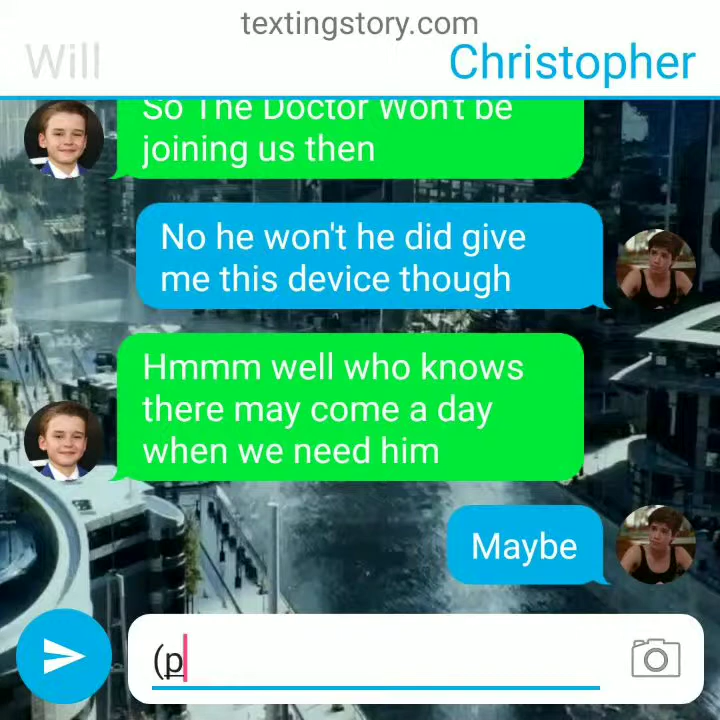 textingstory.com
Will
Christopher
So The Doctor Won't be
joining us then
No he won't he did give
me this device though
Hmmm well who knows
there may come a day
when we need him
Maybe
(p